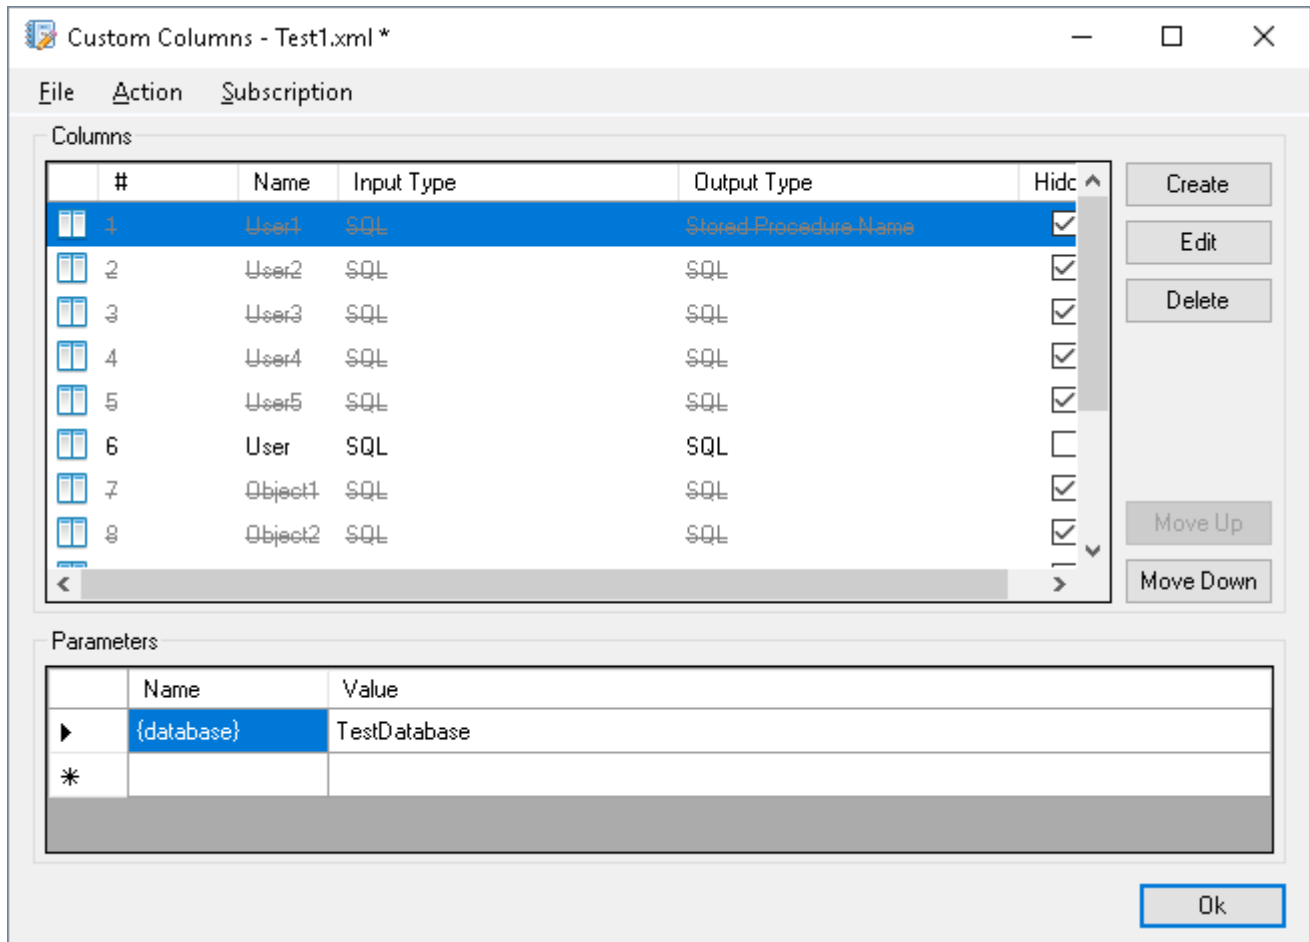 Custom Columns - Test1.xml *
File Action Subscription
Columns
# Name Input Type Output Type Hidc
Create
1 User1 SQL Stored Procedure Name
Edit
2 User2 SQL SQL
Delete
3 User3 SQL SQL
4 User4 SQL SQL
5 User5 SQL SQL
6 User SQL SQL
7 Object1 SQL SQL
8 Object2 SQL SQL
Move Up
Move Down
Parameters
Name Value
{database} TestDatabase
Ok